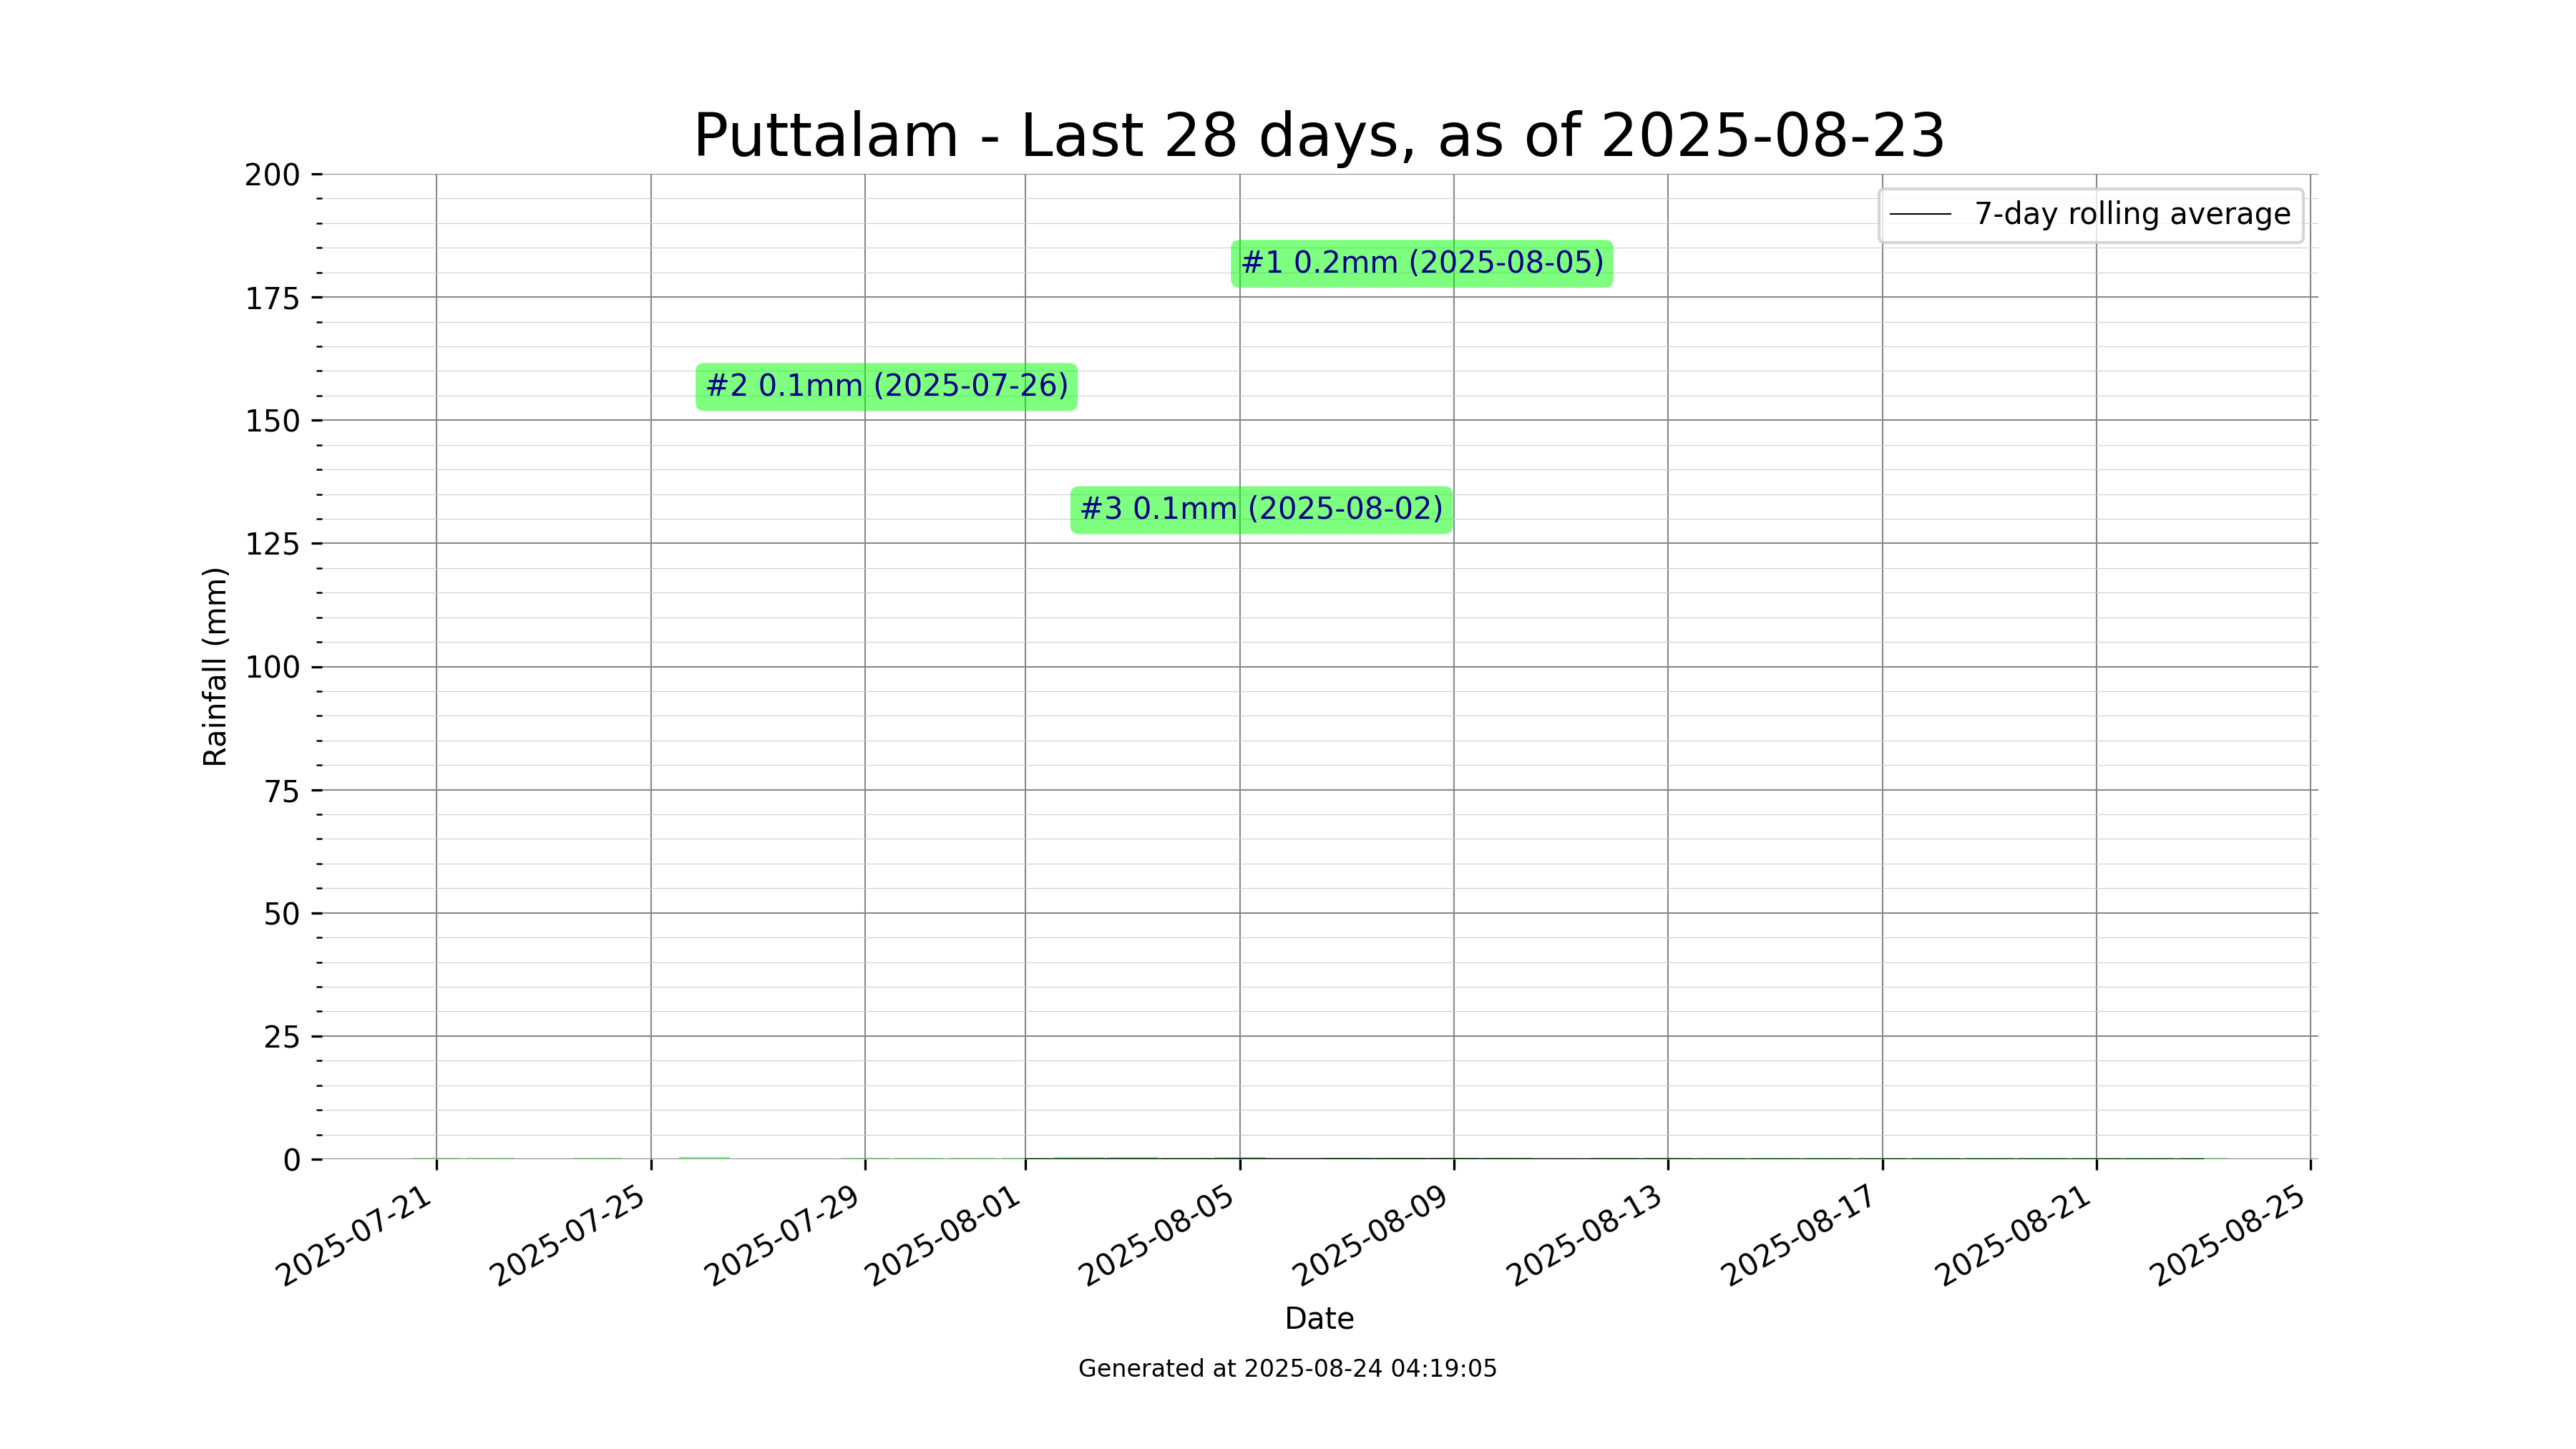 Puttalam - Last 28 days, as of 2025-08-23
7-day rolling average
#1 0.2mm (2025-08-05)
#2 0.1mm (2025-07-26)
#3 0.1mm (2025-08-02)
Rainfall (mm)
200
175
150
125
100
75
50
25
0
2025-07-21
2025-07-25
2025-07-29
2025-08-01
2025-08-05
2025-08-09
2025-08-13
2025-08-17
2025-08-21
2025-08-25
Date
Generated at 2025-08-24 04:19:05